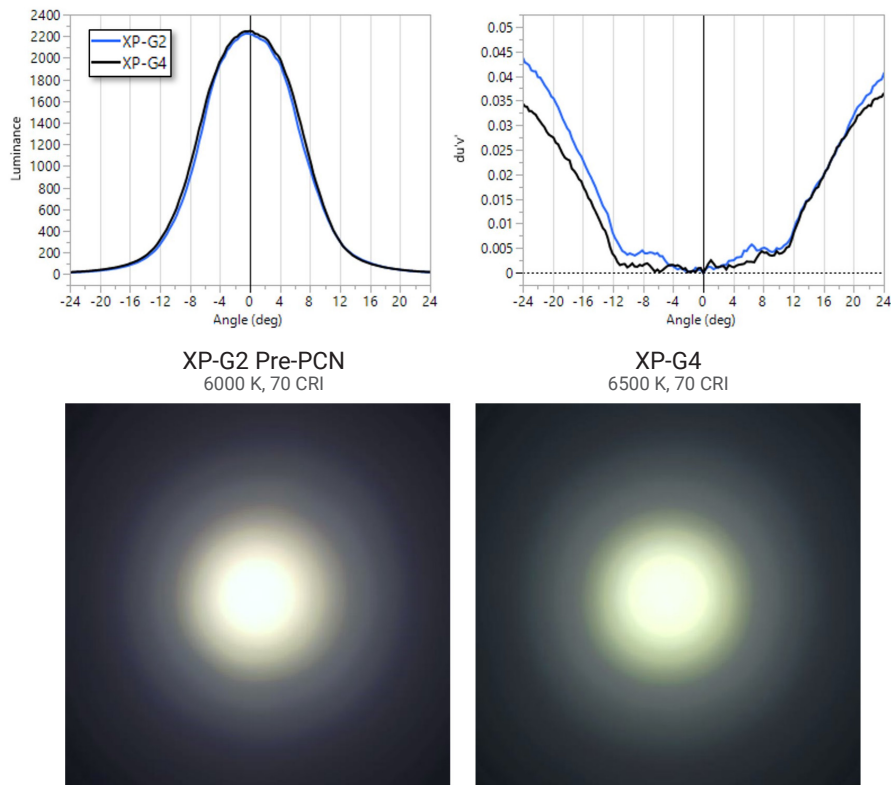 2400
2200
2000
1800
1600
1400
1200
1000
800
600
400
200
0
Luminance
XP-G2
XP-G4
-24 -20 -16 -12 -8 -4 0 4 8 12 16 20 24
Angle (deg)
0.05
0.045
0.04
0.035
0.03
0.025
0.02
0.015
0.01
0.005
0
du'v'
-24 -20 -16 -12 -8 -4 0 4 8 12 16 20 24
Angle (deg)
XP-G2 Pre-PCN
6000 K, 70 CRI
XP-G4
6500 K, 70 CRI